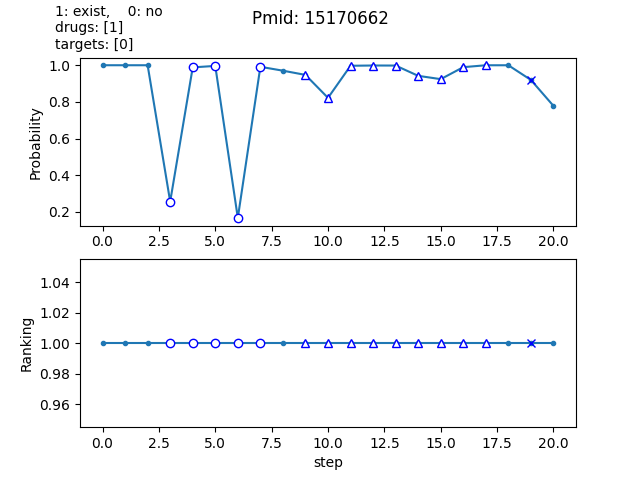 1: exist,    0: no
drugs: [1]
targets: [0]
Pmid: 15170662
1.0
0.8
0.6
0.4
0.2
Probability
0.0 2.5 5.0 7.5 10.0 12.5 15.0 17.5 20.0
1.04
1.02
1.00
0.98
0.96
Ranking
0.0 2.5 5.0 7.5 10.0 12.5 15.0 17.5 20.0
step